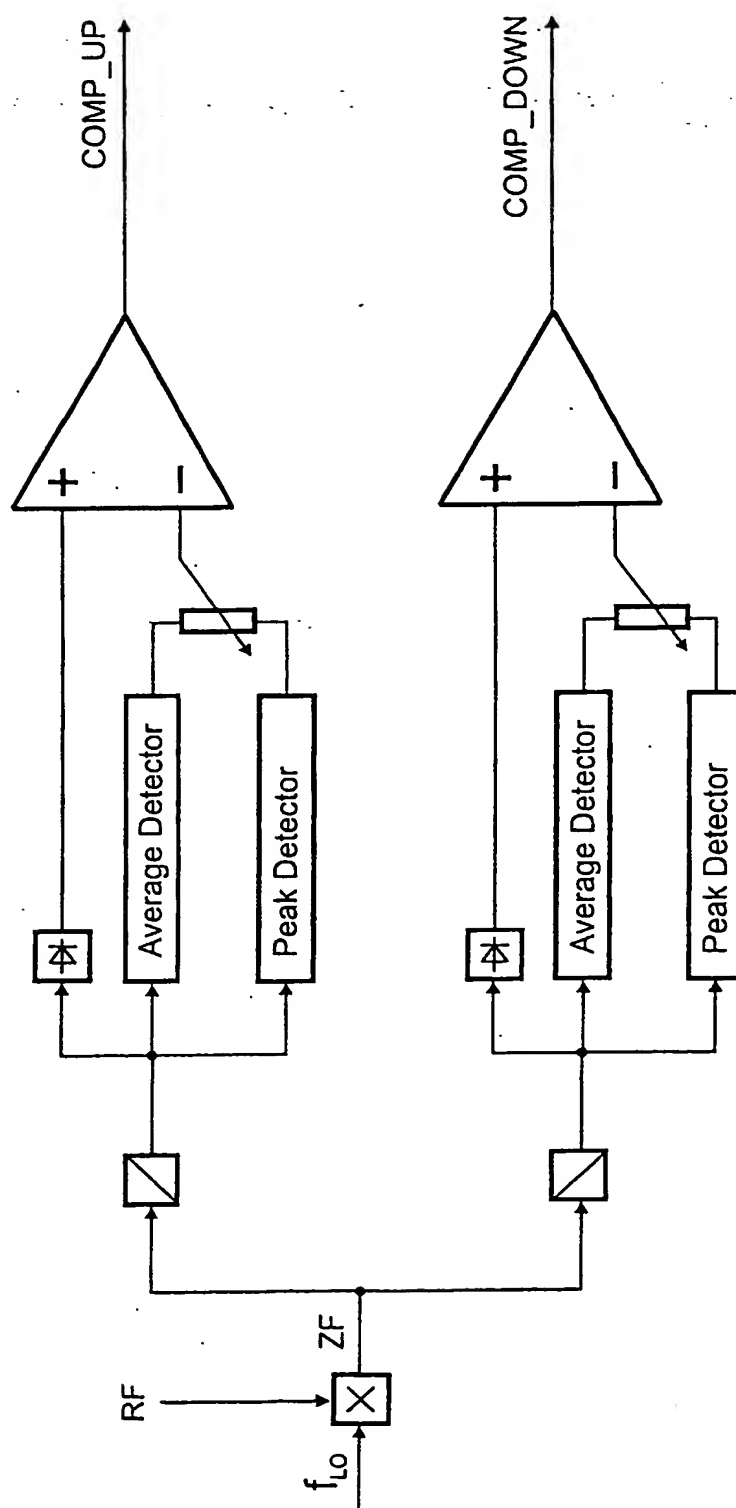 RF
f_LO
ZF
Average Detector
Peak Detector
+
−
COMP_UP
Average Detector
Peak Detector
+
−
COMP_DOWN